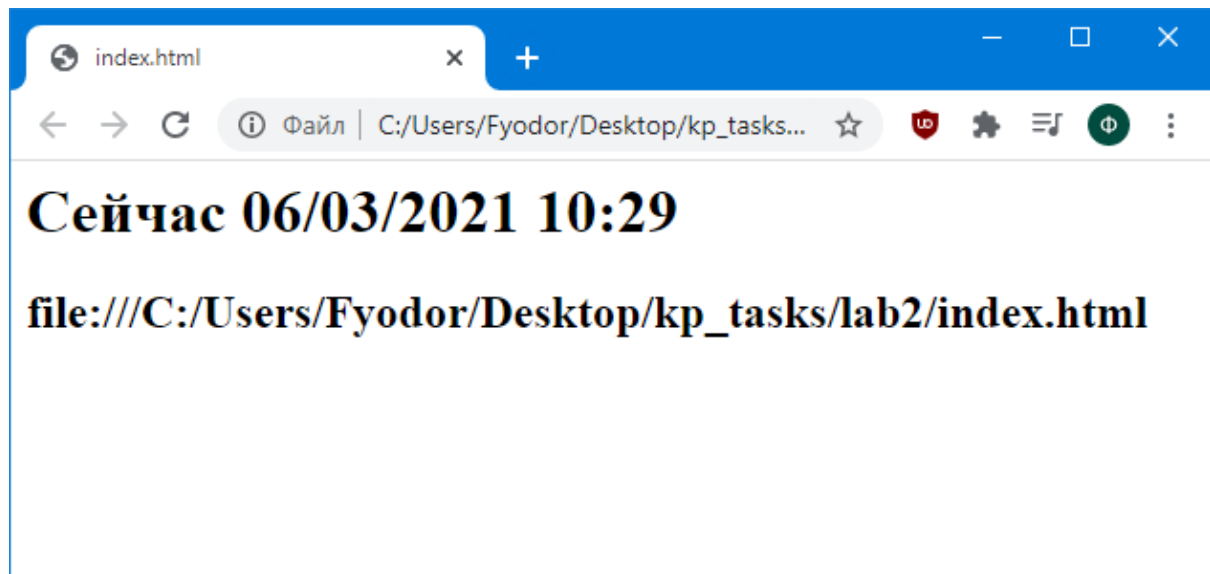 index.html
Файл C:/Users/Fyodor/Desktop/kp_tasks...
Ф
Сейчас 06/03/2021 10:29
file:///C:/Users/Fyodor/Desktop/kp_tasks/lab2/index.html